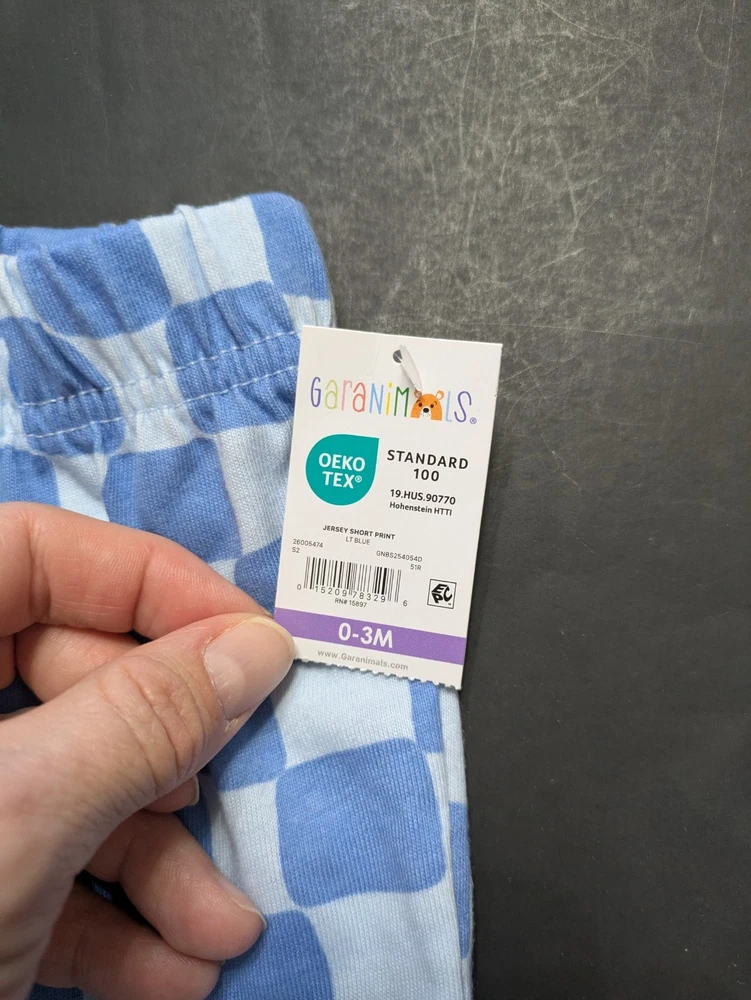 GaraNiMaLS®
OEKO
TEX®
STANDARD
100
19.HUS.90770
Hohenstein HTTI
JERSEY SHORT PRINT
LT BLUE
26005474
GNBS254054D
S2
51R
0 15209 78329 6
RN# 15897
EPC
0-3M
www.Garanimals.com